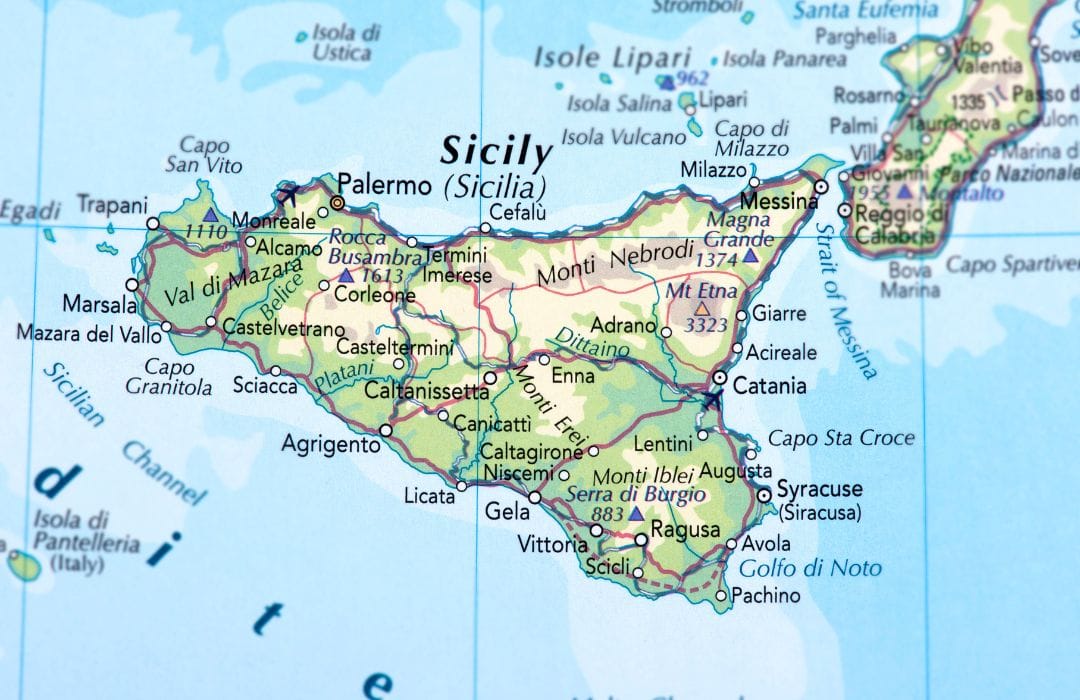 Stromboli
Santa Eufemia
Isola di
Ustica
Parghelia
Vibo
Valentia
Isole Lipari
Isola Panarea
962
Isola Salina
Lipari
Rosarno
1335
Passo d
Isola Vulcano
Capo di
Milazzo
Palmi
Taurianova
Caulon
Capo
San Vito
Sicily
(Sicilia)
Milazzo
Villa San
Giovanni
Marina d
Parco Nazionale
1955
Montalto
Palermo
Messina
Egadi
Trapani
1110
Monreale
Cefalù
Magna
Grande
1374
Reggio di
Calabria
Alcamo
Rocca
Busambra
1613
Termini
Imerese
Monti Nebrodi
Strait of Messina
Bova
Marina
Capo Spartiven
Val di Mazara
Belice
Corleone
Mt Etna
3323
Marsala
Giarre
Mazara del Vallo
Castelvetrano
Adrano
Casteltermini
Dittaino
Acireale
Capo
Granitola
Sciacca
Platani
Caltanissetta
Enna
Catania
Sicilian Channel
Monti Erei
Agrigento
Canicattì
Caltagirone
Lentini
Capo Sta Croce
Niscemi
Monti Iblei
Augusta
Licata
Gela
Serra di Burgio
883
Syracuse
(Siracusa)
Isola di
Pantelleria
(Italy)
Vittoria
Ragusa
Avola
Scicli
Golfo di Noto
Pachino
d
i
t
e